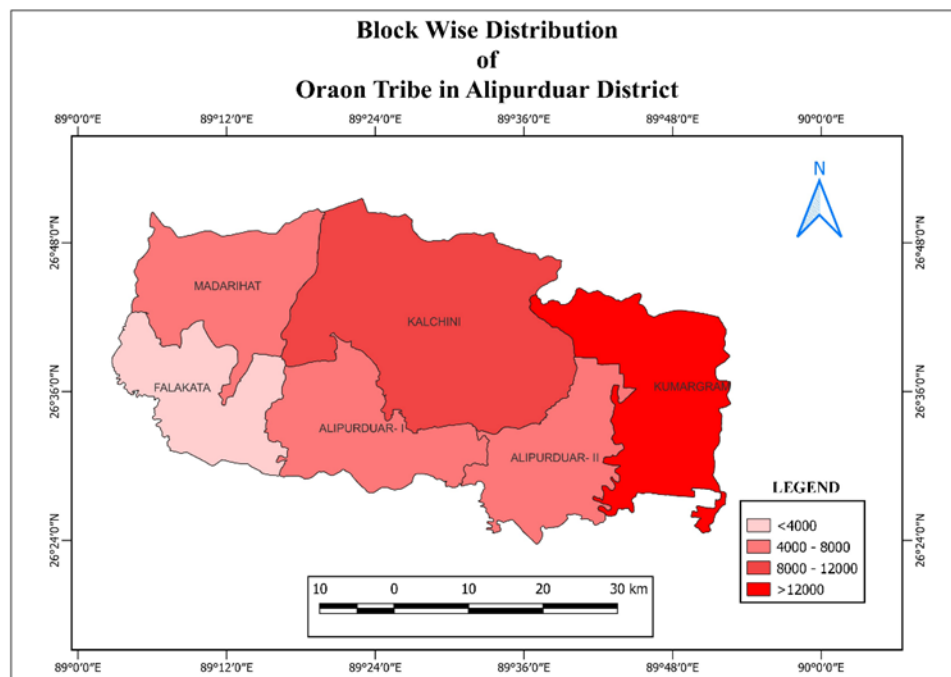 Block Wise Distribution
of
Oraon Tribe in Alipurduar District
89°0'0"E 89°12'0"E 89°24'0"E 89°36'0"E 89°48'0"E 90°0'0"E
N
26°48'0"N 26°48'0"N
MADARIHAT
KALCHINI
FALAKATA
KUMARGRAM
26°36'0"N 26°36'0"N
ALIPURDUAR- I
ALIPURDUAR- II
LEGEND
<4000
4000 - 8000
8000 - 12000
>12000
26°24'0"N 26°24'0"N
10 0 10 20 30 km
89°0'0"E 89°12'0"E 89°24'0"E 89°36'0"E 89°48'0"E 90°0'0"E